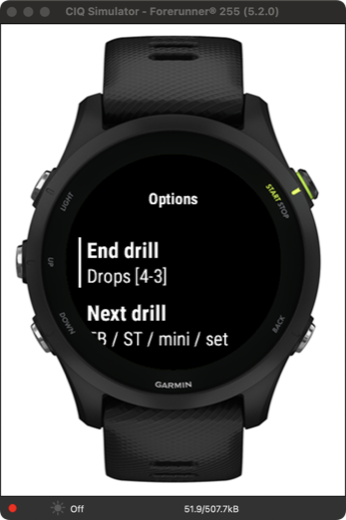 CIQ Simulator - Forerunner® 255 (5.2.0)
LIGHT
START STOP
Options
End drill
Drops [4-3]
UP
Next drill
/ ST / mini / set
DOWN
BACK
GARMIN
Off
51.9/507.7kB